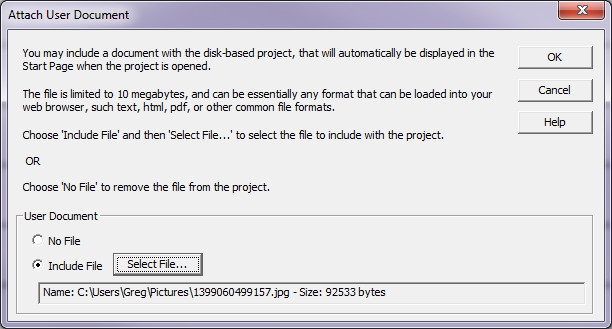 Attach User Document
You may include a document with the disk-based project, that will automatically be displayed in the
Start Page when the project is opened.
The file is limited to 10 megabytes, and can be essentially any format that can be loaded into your
web browser, such text, html, pdf, or other common file formats.
Choose 'Include File' and then 'Select File...' to select the file to include with the project.
OR
Choose 'No File' to remove the file from the project.
OK
Cancel
Help
User Document
No File
Include File
Select File...
Name: C:\Users\Greg\Pictures\1399060499157.jpg - Size: 92533 bytes